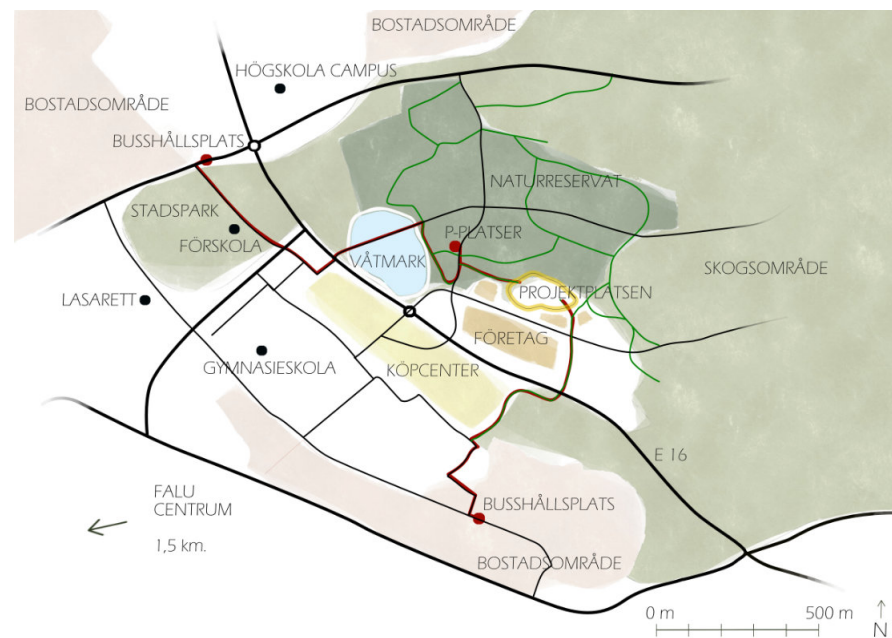 BOSTADSOMRÅDE
HÖGSKOLA CAMPUS
BOSTADSOMRÅDE
BUSSHÅLLSPLATS
NATURRESERVAT
STADSPARK
P-PLATSER
FÖRSKOLA
VÅTMARK
SKOGSOMRÅDE
PROJEKTPLATSEN
LASARETT
FÖRETAG
GYMNASIESKOLA
KÖPCENTER
E 16
FALU
CENTRUM
1,5 km.
BUSSHÅLLSPLATS
BOSTADSOMRÅDE
0 m
500 m
N